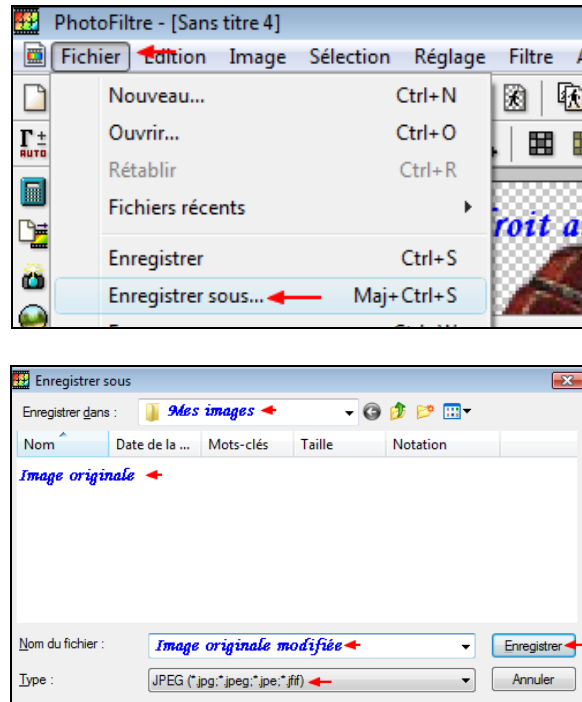 PhotoFiltre - [Sans titre 4]
Fichier Edition Image Sélection Réglage Filtre
Nouveau... Ctrl+N
Ouvrir... Ctrl+O
AUTO
Rétablir Ctrl+R
Fichiers récents
roit a
Enregistrer Ctrl+S
Enregistrer sous... Maj+Ctrl+S
Enregistrer sous
Enregistrer dans : Mes images
Nom Date de la ... Mots-clés Taille Notation
Image originale
Nom du fichier : Image originale modifiée Enregistrer
Type : JPEG (*.jpg;*.jpeg;*.jpe;*.jfif) Annuler